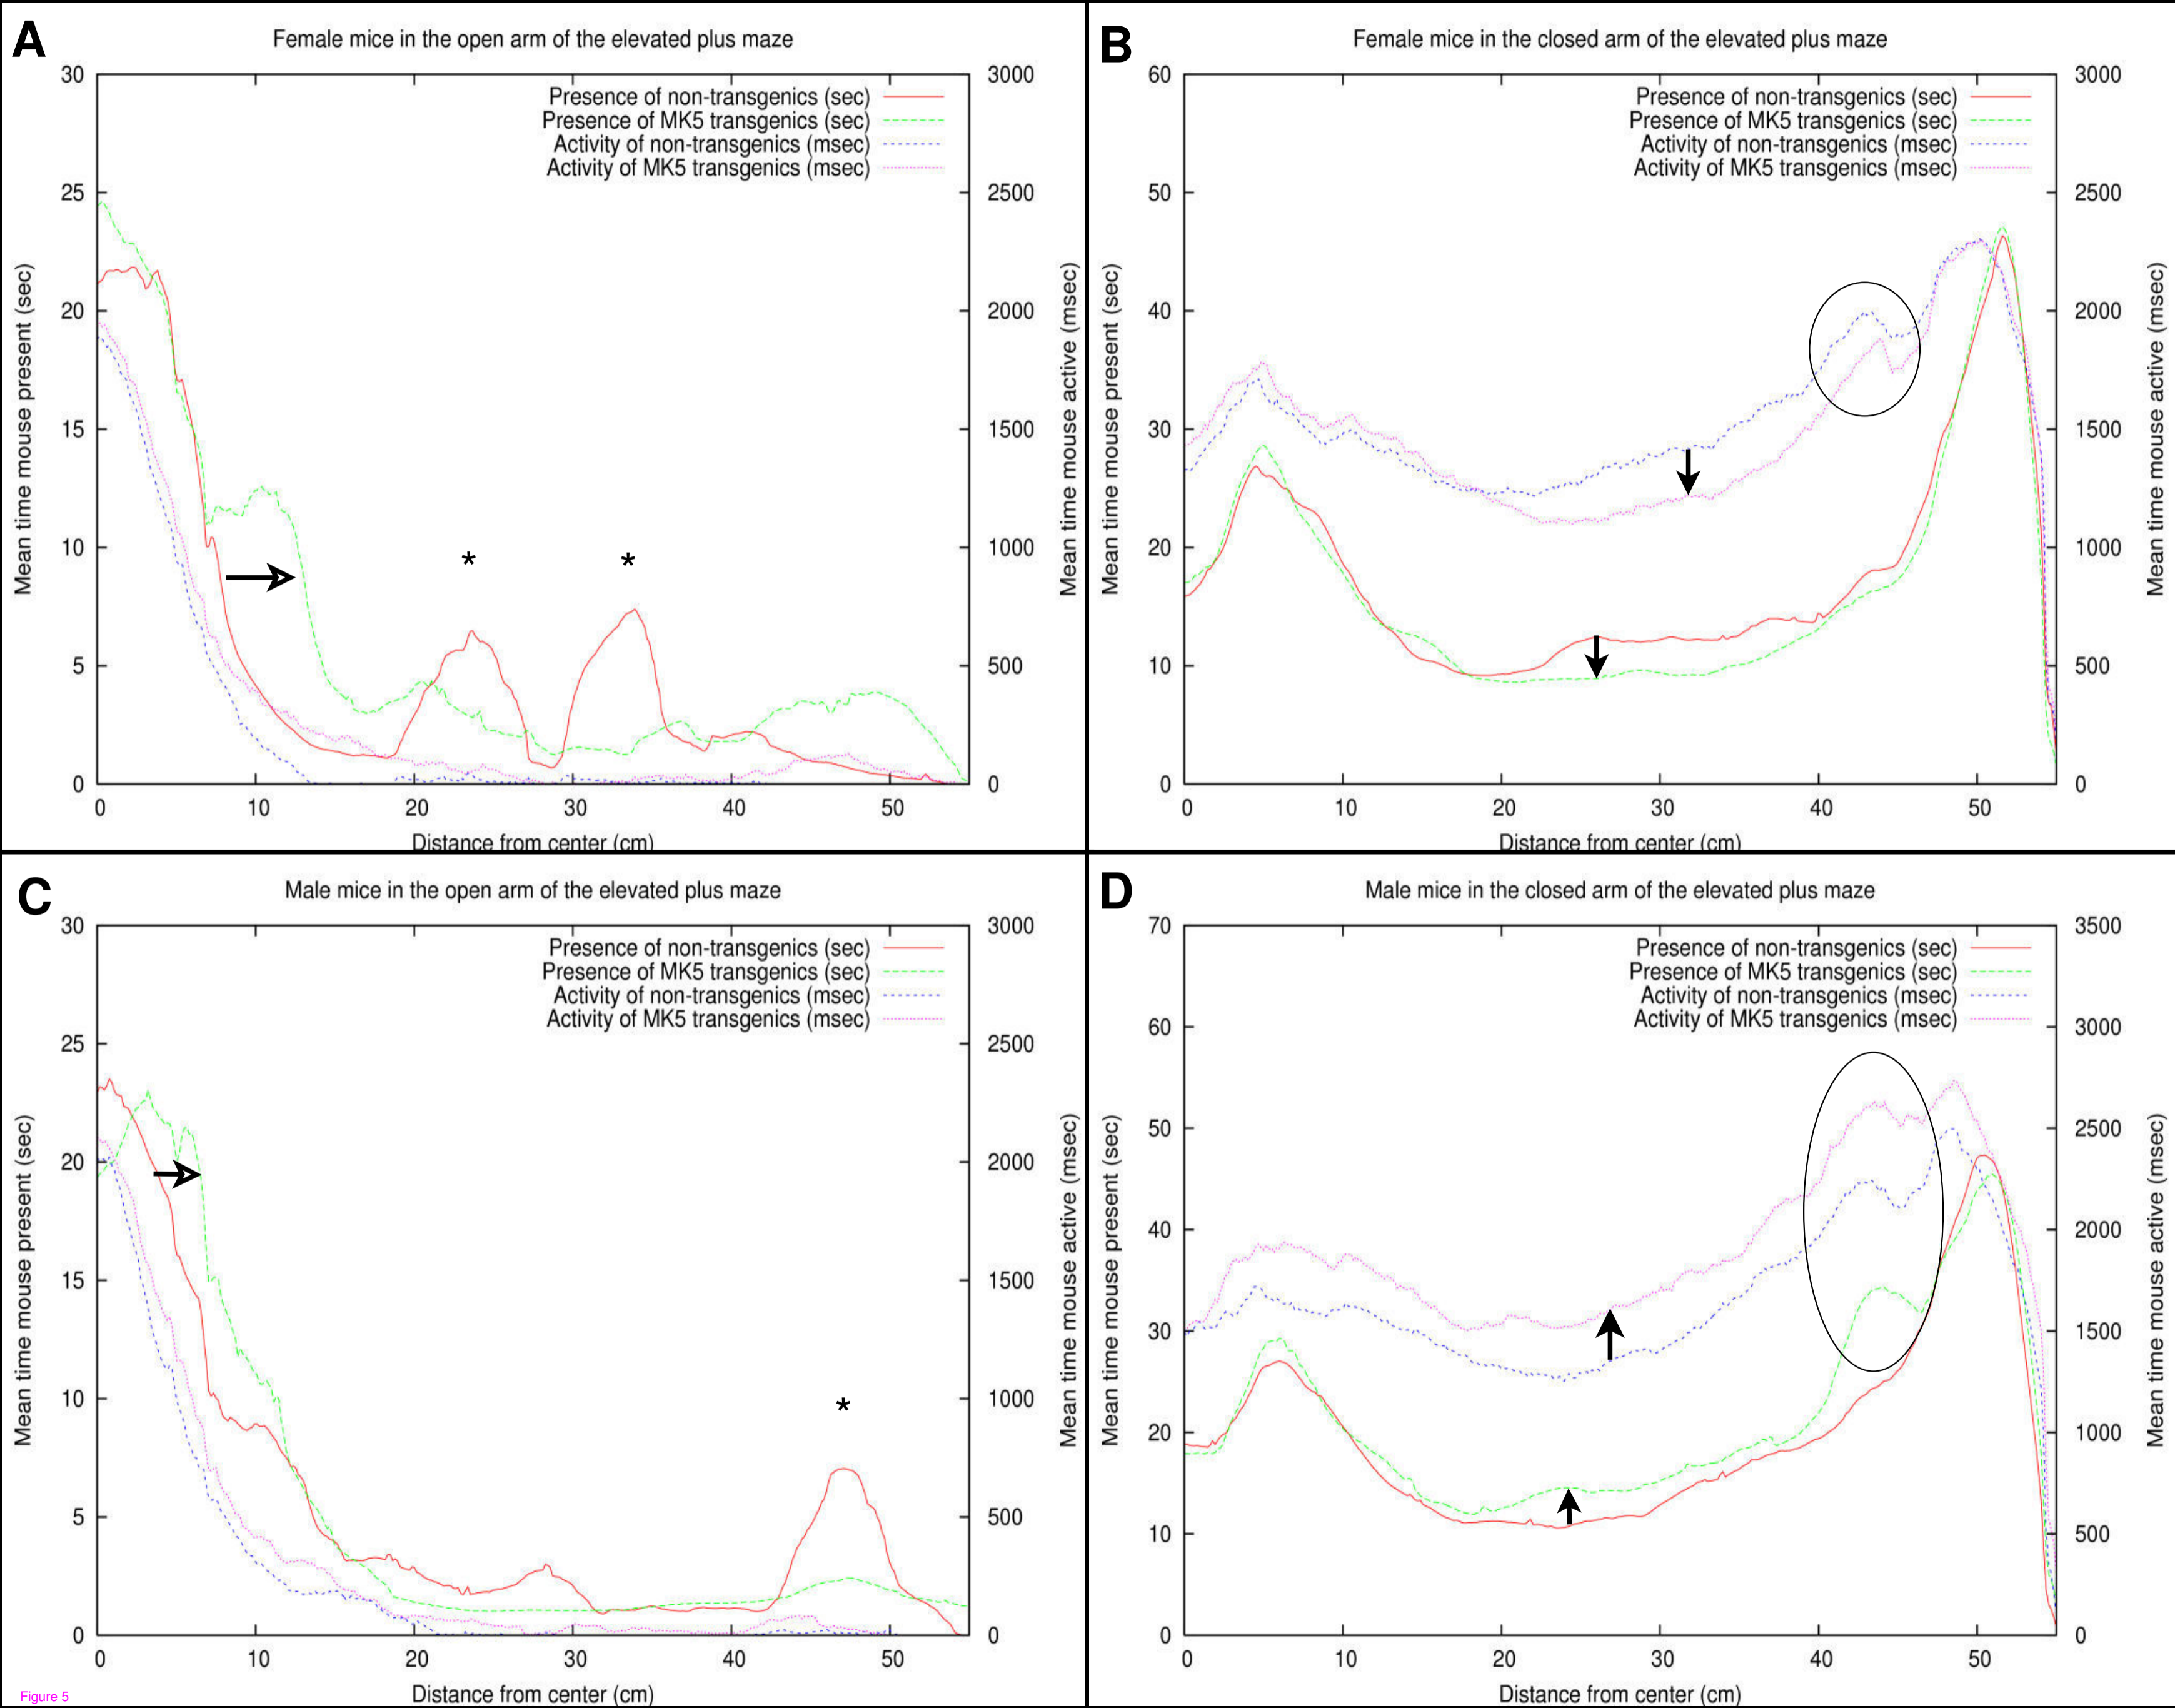 A
Female mice in the open arm of the elevated plus maze
Presence of non-transgenics (sec)
Presence of MK5 transgenics (sec)
Activity of non-transgenics (msec)
Activity of MK5 transgenics (msec)
Mean time mouse present (sec)
30
25
20
15
10
5
0
3000
2500
2000
1500
1000
500
0
Mean time mouse active (msec)
*
*
0 10 20 30 40 50
Distance from center (cm)
B
Female mice in the closed arm of the elevated plus maze
Presence of non-transgenics (sec)
Presence of MK5 transgenics (sec)
Activity of non-transgenics (msec)
Activity of MK5 transgenics (msec)
Mean time mouse present (sec)
60
50
40
30
20
10
0
3000
2500
2000
1500
1000
500
0
Mean time mouse active (msec)
0 10 20 30 40 50
Distance from center (cm)
C
Male mice in the open arm of the elevated plus maze
Presence of non-transgenics (sec)
Presence of MK5 transgenics (sec)
Activity of non-transgenics (msec)
Activity of MK5 transgenics (msec)
Mean time mouse present (sec)
30
25
20
15
10
5
0
3000
2500
2000
1500
1000
500
0
Mean time mouse active (msec)
*
0 10 20 30 40 50
Distance from center (cm)
D
Male mice in the closed arm of the elevated plus maze
Presence of non-transgenics (sec)
Presence of MK5 transgenics (sec)
Activity of non-transgenics (msec)
Activity of MK5 transgenics (msec)
Mean time mouse present (sec)
70
60
50
40
30
20
10
0
3500
3000
2500
2000
1500
1000
500
0
Mean time mouse active (msec)
0 10 20 30 40 50
Distance from center (cm)
Figure 5